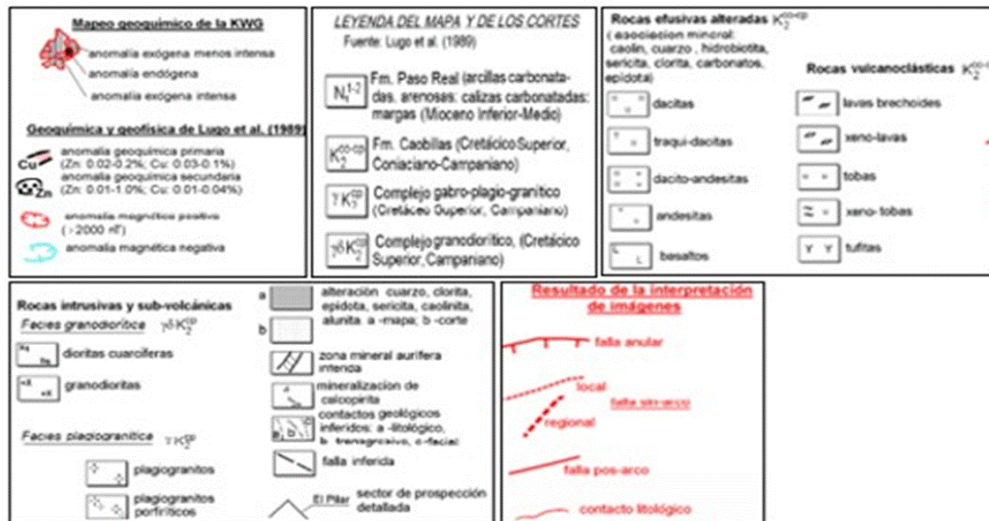 Mapeo geoquímico de la KWG
anomalía exógena menos intensa
anomalía endógena
anomalía exógena intensa
Geoquímica y geofísica de Lugo et al. (1989)
Cu
anomalía geoquímica primaria
(Zn: 0.02-0.2%; Cu: 0.03-0.1%)
Zn
anomalía geoquímica secundaria
(Zn: 0.01-1.0%; Cu: 0.01-0.04%)
anomalía magnética positiva
(>2000 nT)
anomalía magnética negativa
LEYENDA DEL MAPA Y DE LOS CORTES
Fuente: Lugo et al. (1989)
Fm. Paso Real (arcillas carbonata-
das, arenosas: calizas carbonatadas:
margas (Mioceno Inferior-Medio)
Fm. Caobillas (Cretácico Superior,
Coniaciano-Campaniano)
Complejo gabro-plagio-granítico
(Cretáceo Superior, Campaniano)
Complejo granodiorítico, (Cretácico
Superior, Campaniano)
Rocas efusivas alteradas
( asociacion mineral:
caolin, cuarzo , hidrobiotita,
sericita, clorita, carbonatos,
epidota)
dacitas
traqui-dacitas
dacito-andesitas
andesitas
L L
basaltos
Rocas vulcanoclásticas
lavas brechoides
xeno-lavas
tobas
xeno- tobas
Y Y
tufitas
Rocas intrusivas y sub-volcánicas
Facies granodiorítica
dioritas cuarcíferas
granodioritas
Facies plagiogranítica
plagiogranitos
plagiogranitos
porfiríticos
a
b
alteración cuarzo, clorita,
epidota, sericita, caolinita,
alunita a -mapa; b -corte
zona mineral aurífera
inferida
mineralizacion de
calcopirita
contactos geológicos
inferidos: a -litológico,
b transgresivo, c-facial
falla inferida
El Pilar
sector de prospección
detallada
Resultado de la interpretación
de imágenes
falla anular
local
falla sin-arco
regional
falla pos-arco
contacto litológico